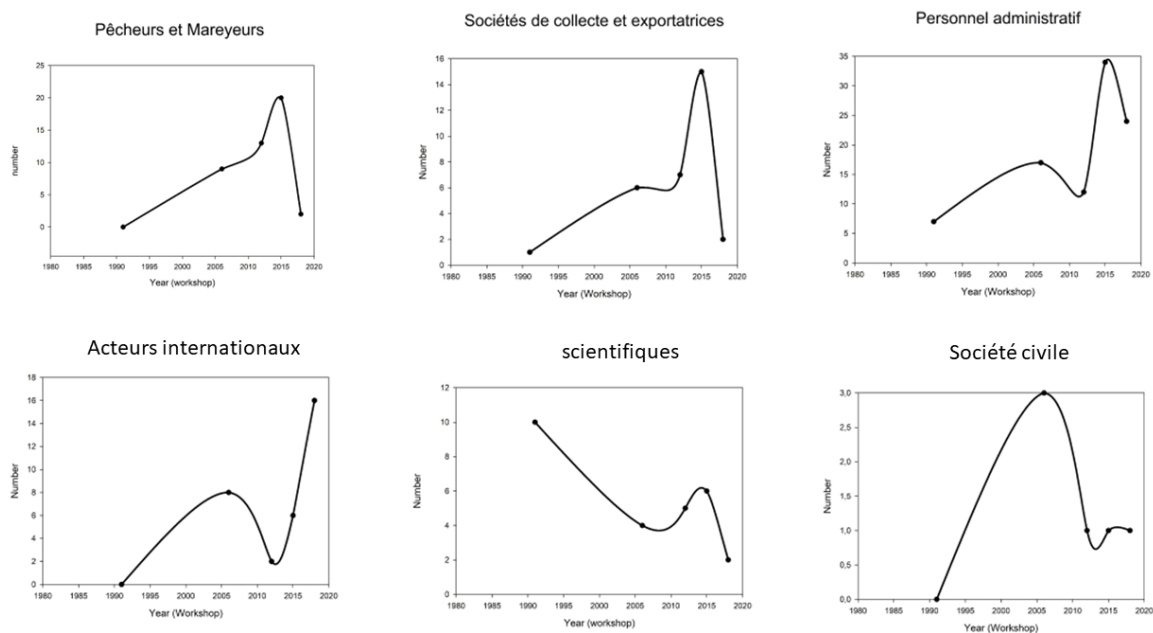 Pêcheurs et Mareyeurs
25
20
15
10
5
0
number
1980 1985 1990 1995 2000 2005 2010 2015 2020
Year (workshop)
Sociétés de collecte et exportatrices
16
14
12
10
8
6
4
2
0
Number
1980 1985 1990 1995 2000 2005 2010 2015 2020
Year (Workshop)
Personnel administratif
35
30
25
20
15
10
5
0
Number
1980 1985 1990 1995 2000 2005 2010 2015 2020
Year (Workshop)
Acteurs internationaux
18
16
14
12
10
8
6
4
2
0
Number
1980 1985 1990 1995 2000 2005 2010 2015 2020
Year (Workshop)
scientifiques
12
10
8
6
4
2
0
Number
1980 1985 1990 1995 2000 2005 2010 2015 2020
Year (workshop)
Société civile
3,0
2,5
2,0
1,5
1,0
0,5
0,0
Number
1980 1985 1990 1995 2000 2005 2010 2015 2020
Year (Workshop)